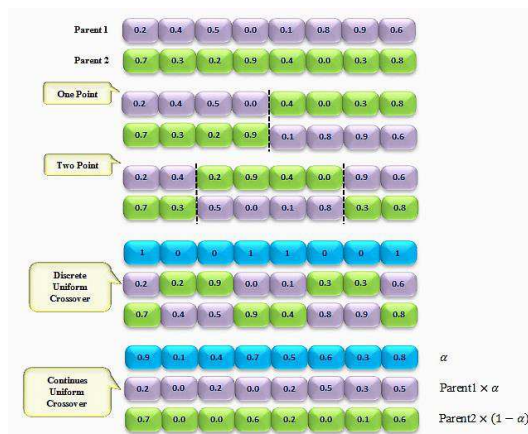 Parent 1 0.2 0.4 0.5 0.0 0.1 0.8 0.9 0.6
Parent 2 0.7 0.3 0.2 0.9 0.4 0.0 0.3 0.8
One Point
0.2 0.4 0.5 0.0 0.4 0.0 0.3 0.8
0.7 0.3 0.2 0.9 0.1 0.8 0.9 0.6
Two Point
0.2 0.4 0.2 0.9 0.4 0.0 0.9 0.6
0.7 0.3 0.5 0.0 0.1 0.8 0.3 0.8
1 0 0 1 1 0 0 1
Discrete
Uniform
Crossover
0.2 0.2 0.9 0.0 0.1 0.3 0.3 0.6
0.7 0.4 0.5 0.9 0.4 0.8 0.9 0.8
0.9 0.1 0.4 0.7 0.5 0.6 0.3 0.8 α
Continues
Uniform
Crossover
0.2 0.0 0.2 0.0 0.2 0.5 0.3 0.5 Parent1 × α
0.7 0.0 0.0 0.6 0.2 0.0 0.1 0.6 Parent2 × (1 − α)